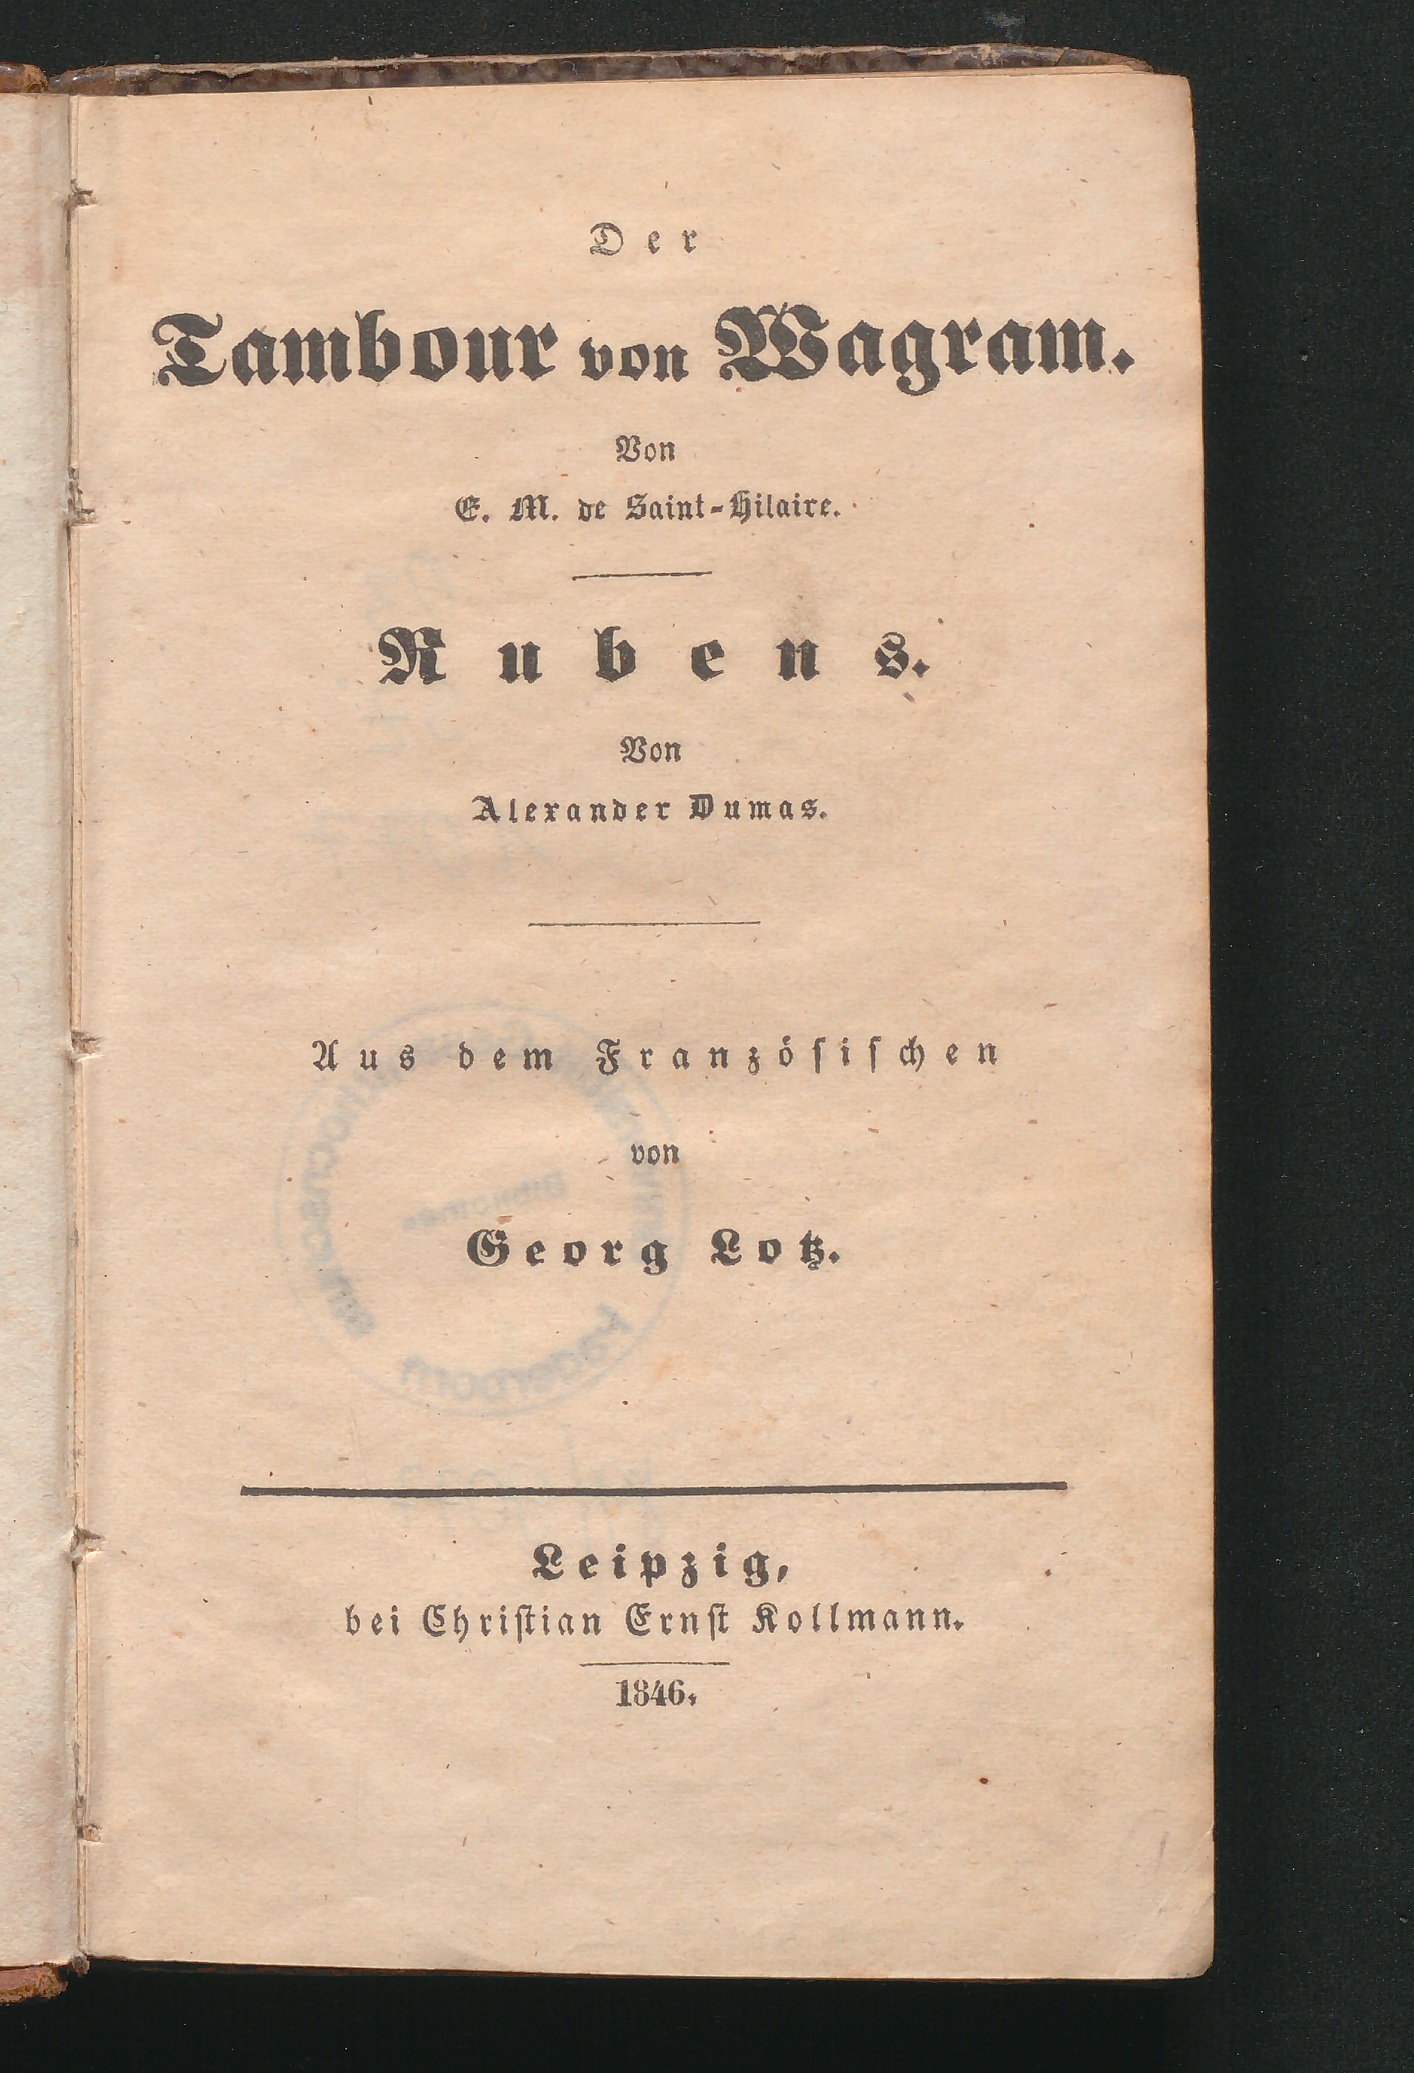 Der
Tambour von Wagram.
Von
E. M. de Saint-Hilaire.
Rubens.
Von
Alexander Dumas.
Aus dem Französischen
von
Georg Lotz.
Leipzig,
bei Christian Ernst Kollmann.
1846.